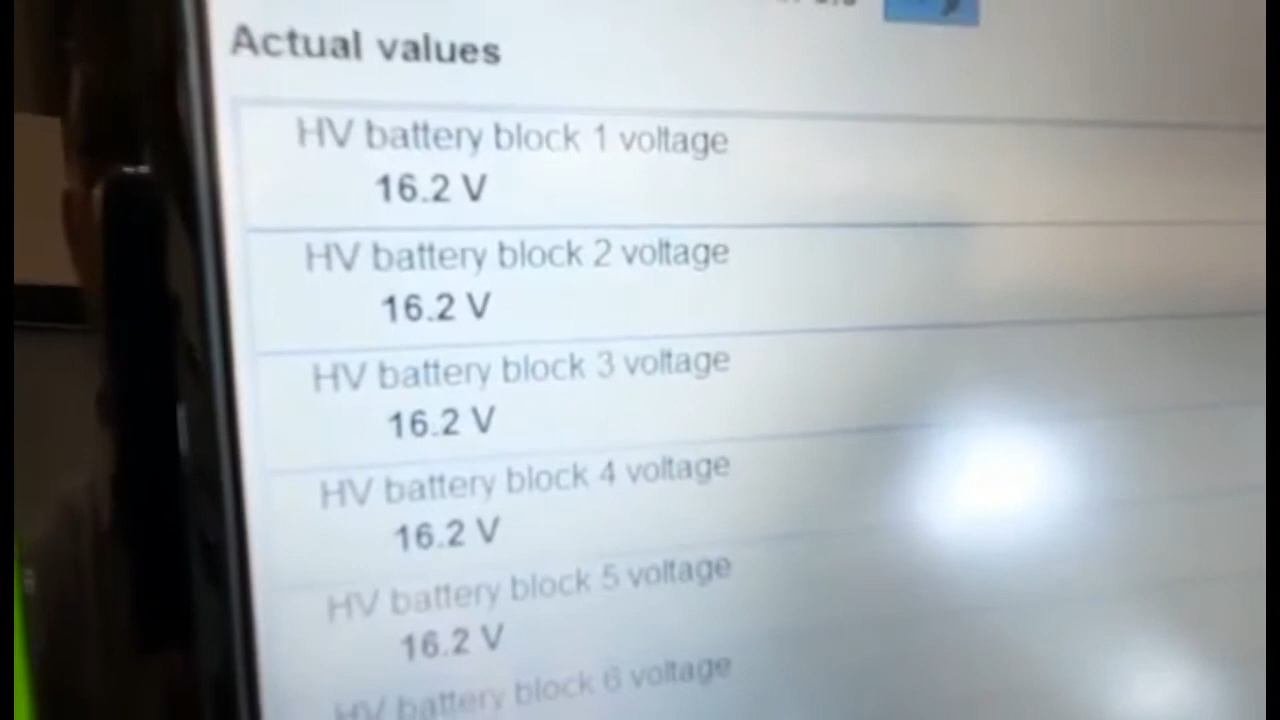 Actual values
HV battery block 1 voltage
16.2 V
HV battery block 2 voltage
16.2 V
HV battery block 3 voltage
16.2 V
HV battery block 4 voltage
16.2 V
HV battery block 5 voltage
16.2 V
HV battery block 6 voltage